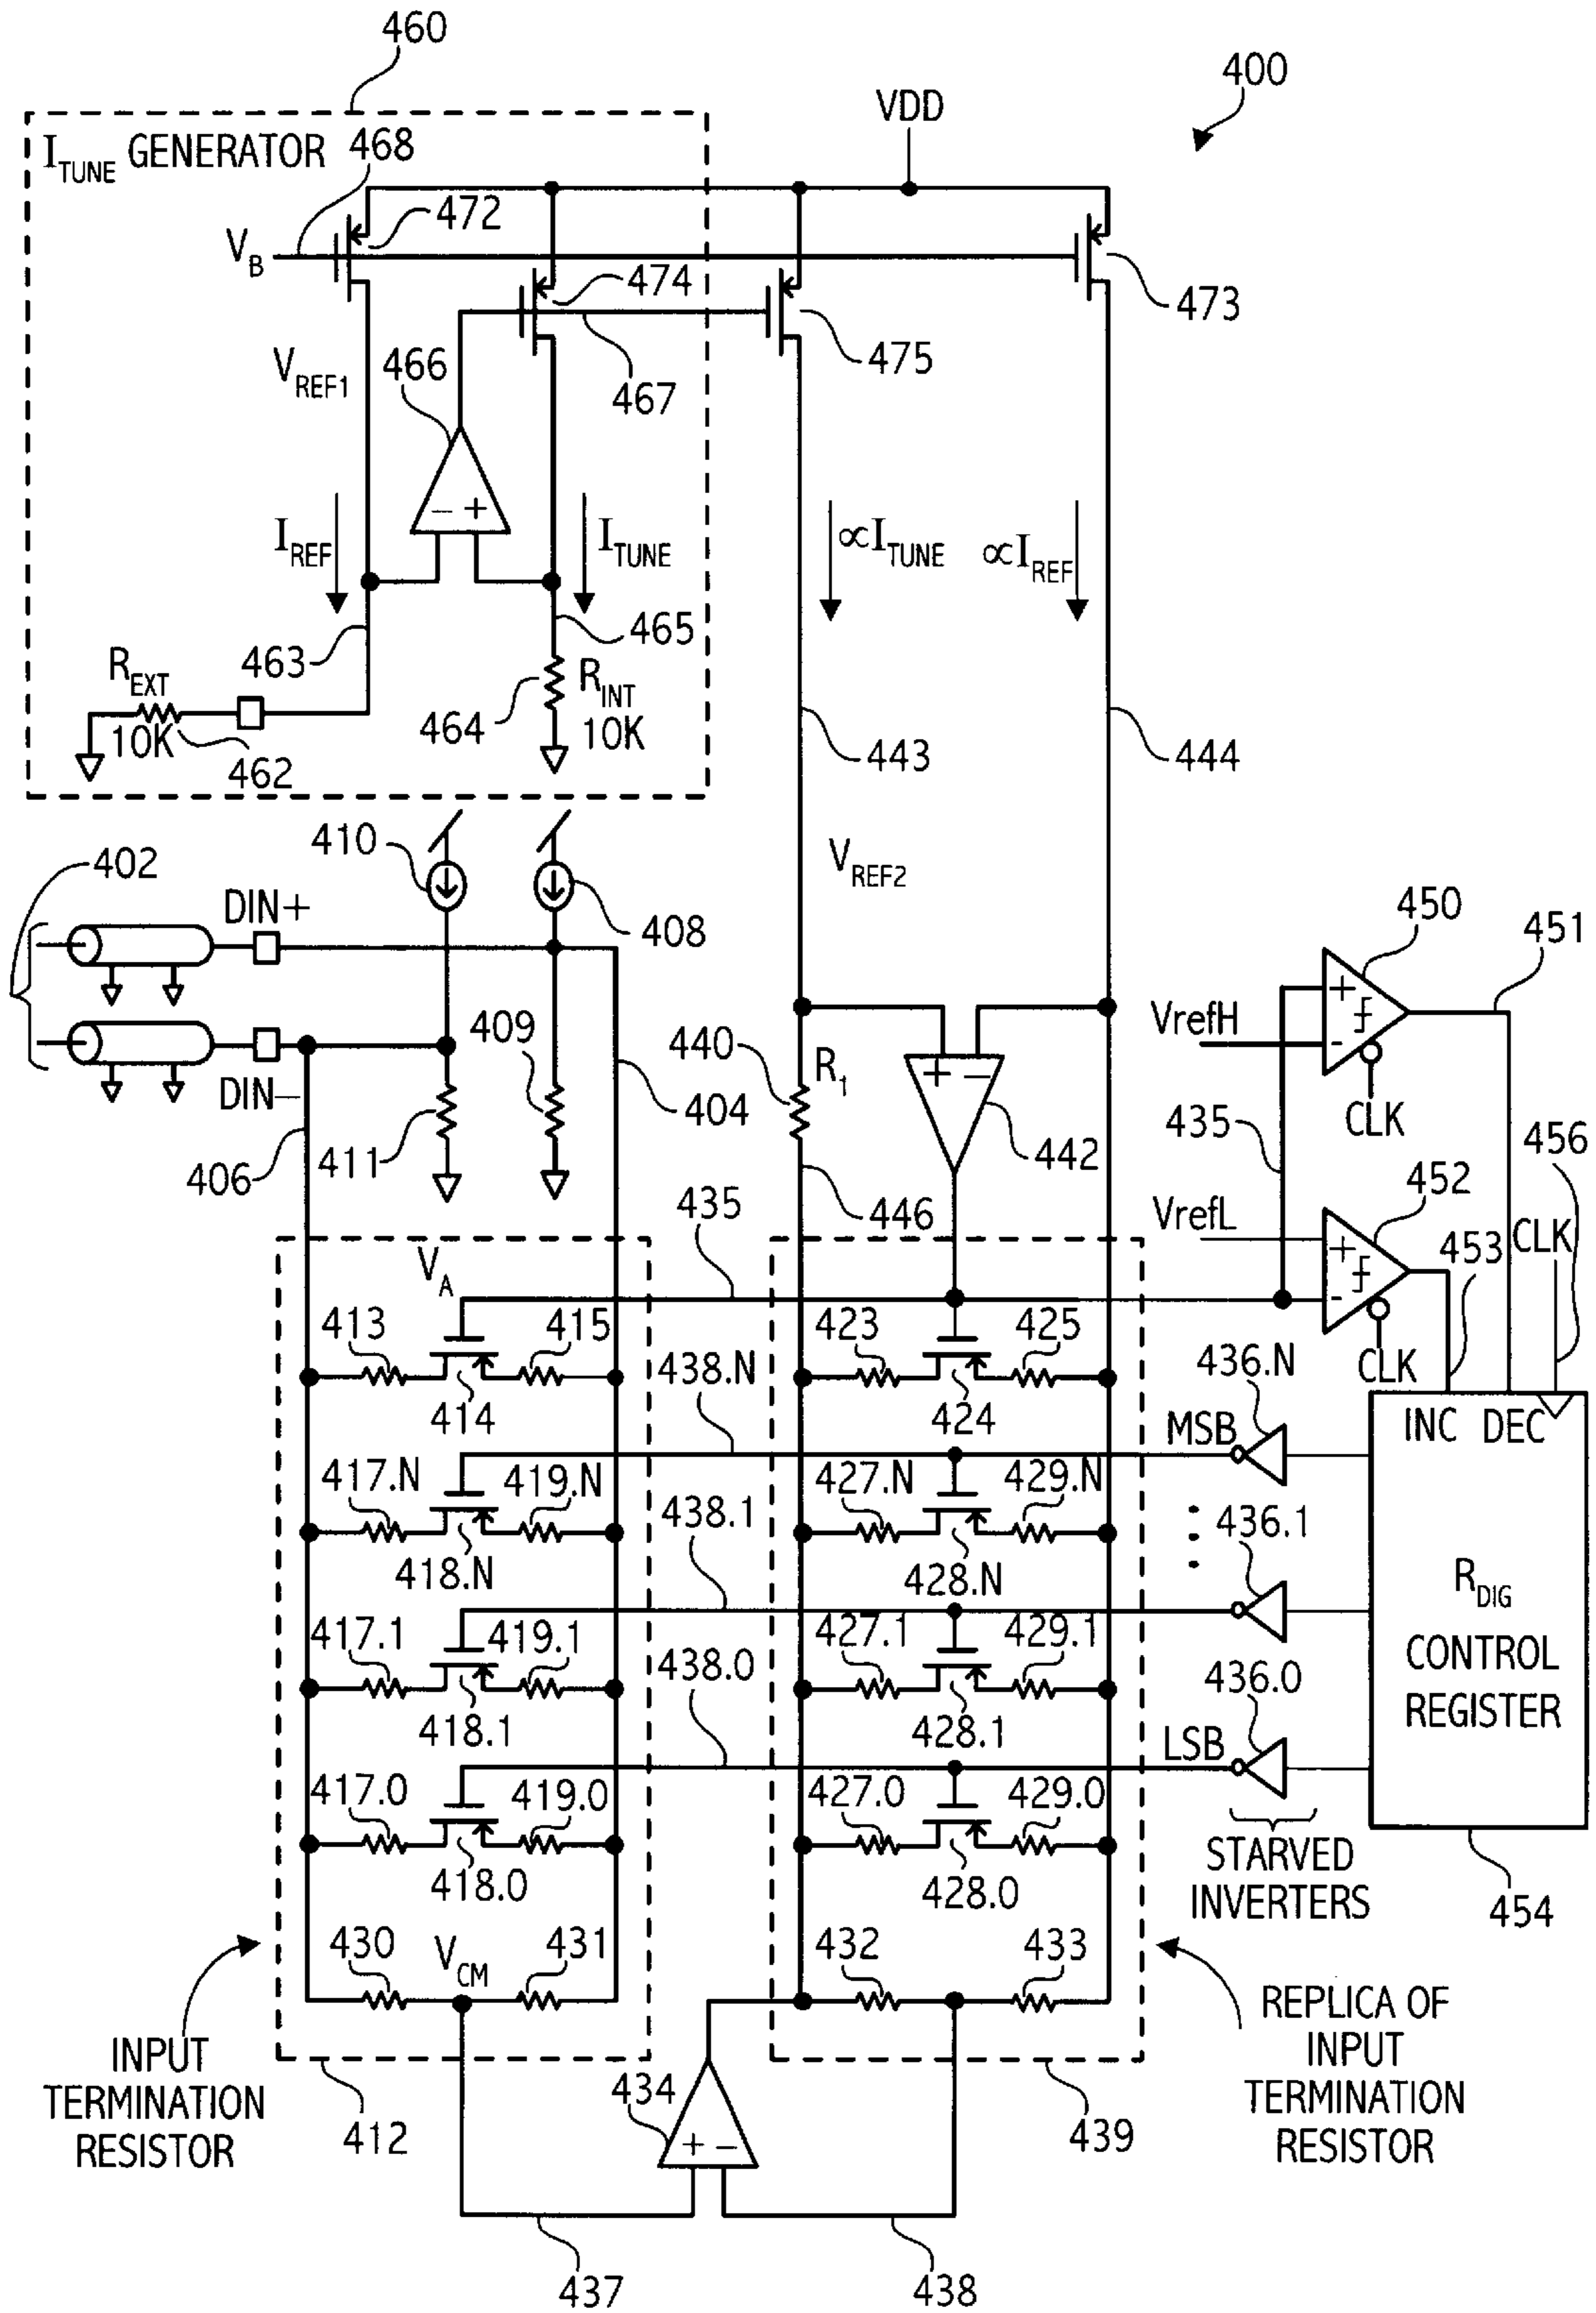 460
400
VDD
I_TUNE GENERATOR
468
472
V_B
474
473
475
V_REF1
466
467
I_REF
I_TUNE
∝I_TUNE
∝I_REF
463
465
R_EXT
10K
462
464
R_INT
10K
443
444
410
402
V_REF2
DIN+
408
450
451
VrefH
409
440
R_1
404
442
435
CLK
456
DIN−
411
406
446
VrefL
452
453
CLK
435
V_A
413
415
423
425
CLK
414
438.N
424
436.N
MSB
INC DEC
417.N
419.N
438.1
427.N
429.N
436.1
418.N
428.N
R_DIG
CONTROL
REGISTER
417.1
419.1
438.0
427.1
429.1
436.0
418.1
428.1
LSB
417.0
419.0
427.0
429.0
418.0
428.0
STARVED
INVERTERS
454
430
V_CM
431
432
433
INPUT
TERMINATION
RESISTOR
412
434
439
REPLICA OF
INPUT
TERMINATION
RESISTOR
437
438